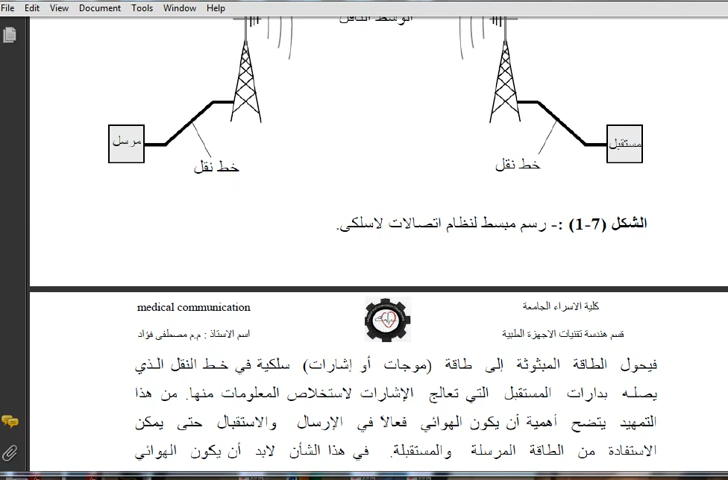 File Edit View Document Tools Window Help
الوسط الناقل
مرسل
مستقبل
خط نقل
خط نقل
الشكل (7-1) :- رسم مبسط لنظام اتصالات لاسلكى.
كلية الاسراء الجامعة
medical communication
قسم هندسة تقنيات الاجهزة الطبية
اسم الاستاذ : م.م مصطفى فؤاد
فيحول الطاقة المبثوثة إلى طاقة (موجات أو إشارات) سلكية في خط النقل الذي
يصله بدارات المستقبل التي تعالج الإشارات لاستخلاص المعلومات منها. من هذا
التمهيد يتضح أهمية أن يكون الهوائي فعالاً في الإرسال والاستقبال حتى يمكن
الاستفادة من الطاقة المرسلة والمستقبلة. في هذا الشأن لابد أن يكون الهوائي